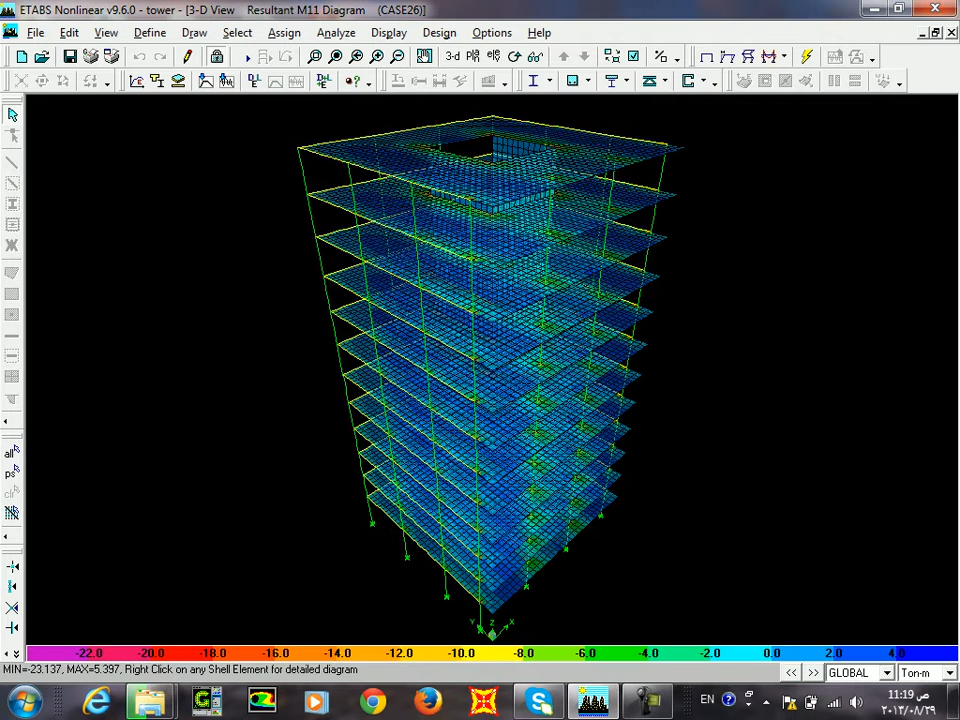 ETABS Nonlinear v9.6.0 - tower - [3-D View    Resultant M11 Diagram    (CASE26)]
File Edit View Define Draw Select Assign Analyze Display Design Options Help
3-d
all
ps
clr
Y Z X
-22.0 -20.0 -18.0 -16.0 -14.0 -12.0 -10.0 -8.0 -6.0 -4.0 -2.0 0.0 2.0 4.0
MIN=-23.137, MAX=5.397, Right Click on any Shell Element for detailed diagram
<< >> GLOBAL Ton-m
EN
11:19 ص
٢٠١٣/٠٨/٢٩